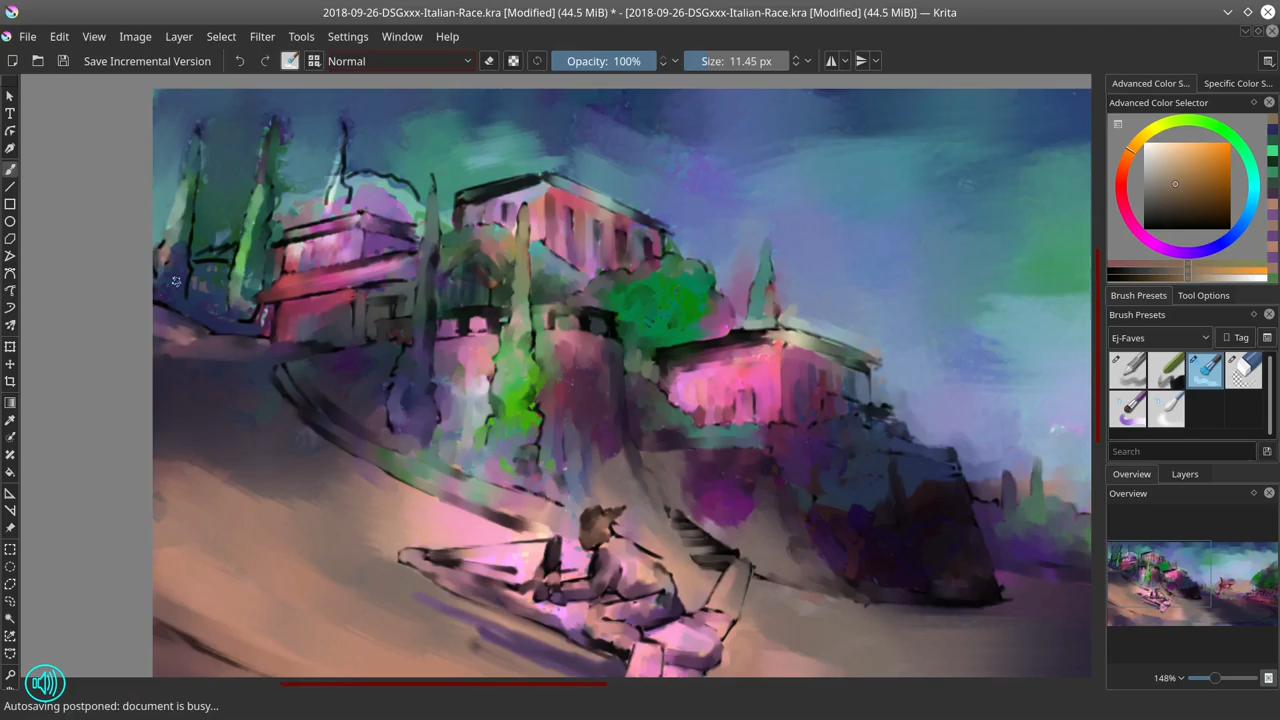 2018-09-26-DSGxxx-Italian-Race.kra [Modified] (44.5 MiB) * - [2018-09-26-DSGxxx-Italian-Race.kra [Modified] (44.5 MiB)] — Krita
File Edit View Image Layer Select Filter Tools Settings Window Help
Save Incremental Version Normal Opacity: 100% Size: 11.45 px
Advanced Color S... Specific Color S...
Advanced Color Selector
Brush Presets Tool Options
Brush Presets
Ej-Faves Tag
Search
Overview Layers
Overview
148%
Autosaving postponed: document is busy...